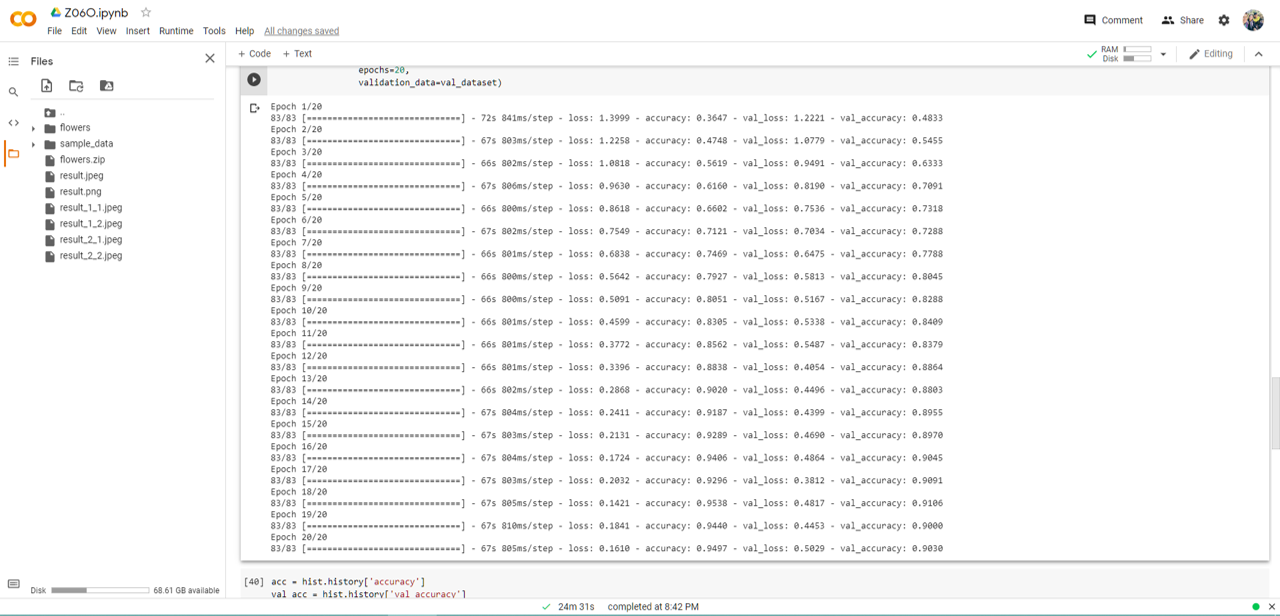 Z06O.ipynb
File Edit View Insert Runtime Tools Help All changes saved
Comment Share
Files
+ Code + Text
RAM
Disk
Editing
..
flowers
sample_data
flowers.zip
result.jpeg
result.png
result_1_1.jpeg
result_1_2.jpeg
result_2_1.jpeg
result_2_2.jpeg
Disk 68.61 GB available
epochs=20,
validation_data=val_dataset)
Epoch 1/20
83/83 [==============================] - 72s 841ms/step - loss: 1.3999 - accuracy: 0.3647 - val_loss: 1.2221 - val_accuracy: 0.4833
Epoch 2/20
83/83 [==============================] - 67s 803ms/step - loss: 1.2258 - accuracy: 0.4748 - val_loss: 1.0779 - val_accuracy: 0.5455
Epoch 3/20
83/83 [==============================] - 66s 802ms/step - loss: 1.0818 - accuracy: 0.5619 - val_loss: 0.9491 - val_accuracy: 0.6333
Epoch 4/20
83/83 [==============================] - 67s 806ms/step - loss: 0.9630 - accuracy: 0.6160 - val_loss: 0.8190 - val_accuracy: 0.7091
Epoch 5/20
83/83 [==============================] - 66s 800ms/step - loss: 0.8618 - accuracy: 0.6602 - val_loss: 0.7536 - val_accuracy: 0.7318
Epoch 6/20
83/83 [==============================] - 67s 802ms/step - loss: 0.7549 - accuracy: 0.7121 - val_loss: 0.7034 - val_accuracy: 0.7288
Epoch 7/20
83/83 [==============================] - 66s 801ms/step - loss: 0.6838 - accuracy: 0.7469 - val_loss: 0.6475 - val_accuracy: 0.7788
Epoch 8/20
83/83 [==============================] - 66s 800ms/step - loss: 0.5642 - accuracy: 0.7927 - val_loss: 0.5813 - val_accuracy: 0.8045
Epoch 9/20
83/83 [==============================] - 66s 800ms/step - loss: 0.5091 - accuracy: 0.8051 - val_loss: 0.5167 - val_accuracy: 0.8288
Epoch 10/20
83/83 [==============================] - 66s 801ms/step - loss: 0.4599 - accuracy: 0.8305 - val_loss: 0.5338 - val_accuracy: 0.8409
Epoch 11/20
83/83 [==============================] - 66s 801ms/step - loss: 0.3772 - accuracy: 0.8562 - val_loss: 0.5487 - val_accuracy: 0.8379
Epoch 12/20
83/83 [==============================] - 66s 801ms/step - loss: 0.3396 - accuracy: 0.8838 - val_loss: 0.4054 - val_accuracy: 0.8864
Epoch 13/20
83/83 [==============================] - 66s 802ms/step - loss: 0.2868 - accuracy: 0.9020 - val_loss: 0.4496 - val_accuracy: 0.8803
Epoch 14/20
83/83 [==============================] - 67s 804ms/step - loss: 0.2411 - accuracy: 0.9187 - val_loss: 0.4399 - val_accuracy: 0.8955
Epoch 15/20
83/83 [==============================] - 67s 803ms/step - loss: 0.2131 - accuracy: 0.9289 - val_loss: 0.4690 - val_accuracy: 0.8970
Epoch 16/20
83/83 [==============================] - 67s 804ms/step - loss: 0.1724 - accuracy: 0.9406 - val_loss: 0.4864 - val_accuracy: 0.9045
Epoch 17/20
83/83 [==============================] - 67s 803ms/step - loss: 0.2032 - accuracy: 0.9296 - val_loss: 0.3812 - val_accuracy: 0.9091
Epoch 18/20
83/83 [==============================] - 67s 805ms/step - loss: 0.1421 - accuracy: 0.9538 - val_loss: 0.4817 - val_accuracy: 0.9106
Epoch 19/20
83/83 [==============================] - 67s 810ms/step - loss: 0.1841 - accuracy: 0.9440 - val_loss: 0.4453 - val_accuracy: 0.9000
Epoch 20/20
83/83 [==============================] - 67s 805ms/step - loss: 0.1610 - accuracy: 0.9497 - val_loss: 0.5029 - val_accuracy: 0.9030
[40] acc = hist.history['accuracy']
val_acc = hist.history['val_accuracy']
24m 31s completed at 8:42 PM